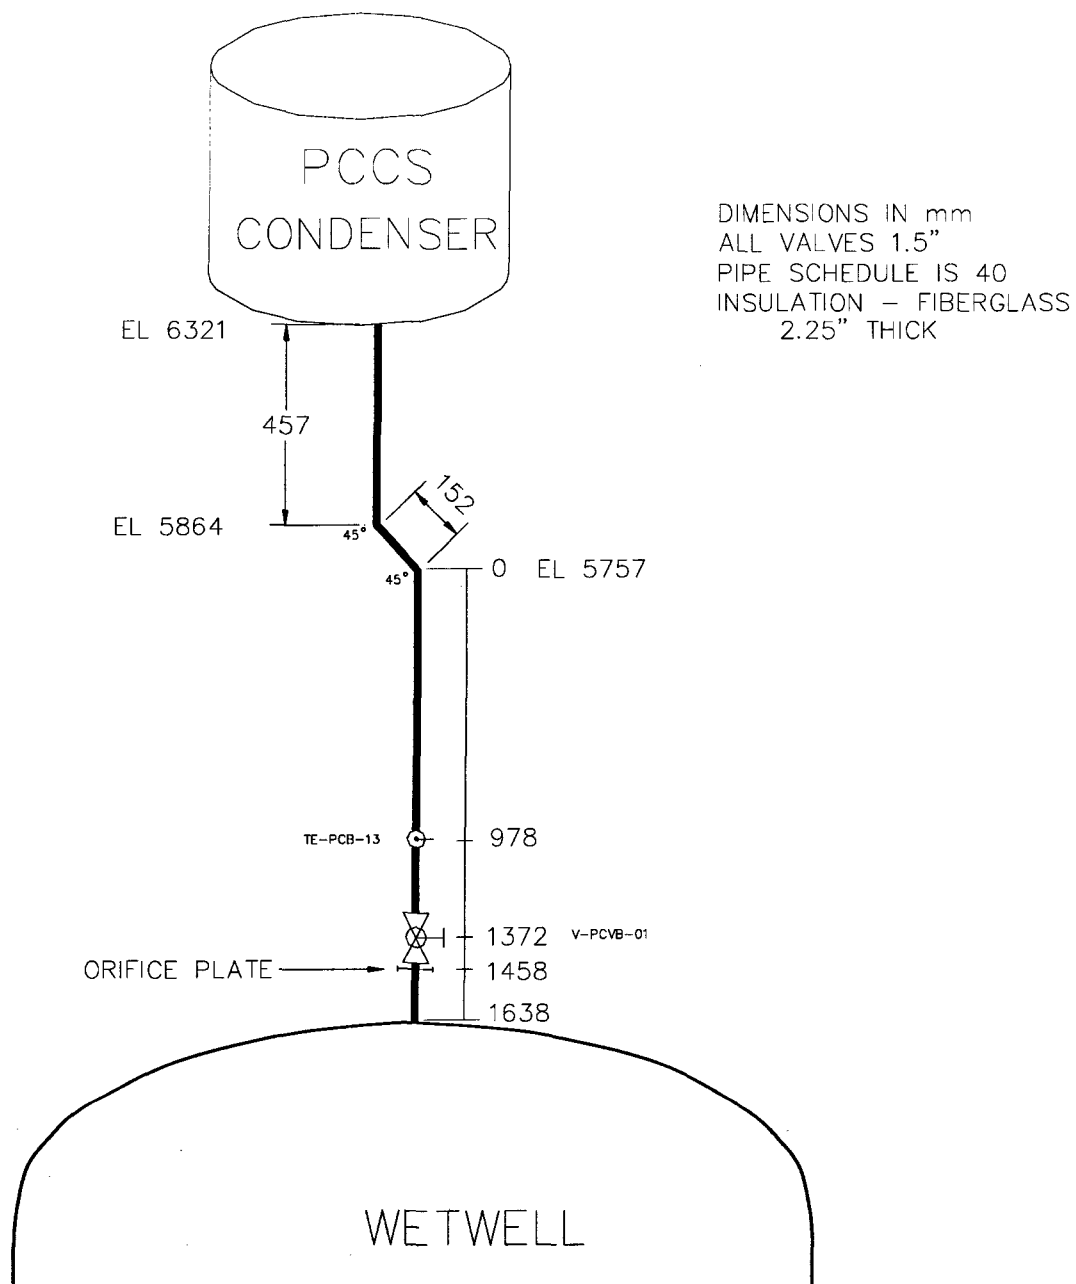 PCCS
CONDENSER
DIMENSIONS IN mm
ALL VALVES 1.5"
PIPE SCHEDULE IS 40
INSULATION – FIBERGLASS
2.25" THICK
EL 6321
457
152
EL 5864
45°
45°
0 EL 5757
TE-PCB-13
978
1372 V-PCVB-01
ORIFICE PLATE
1458
1638
WETWELL